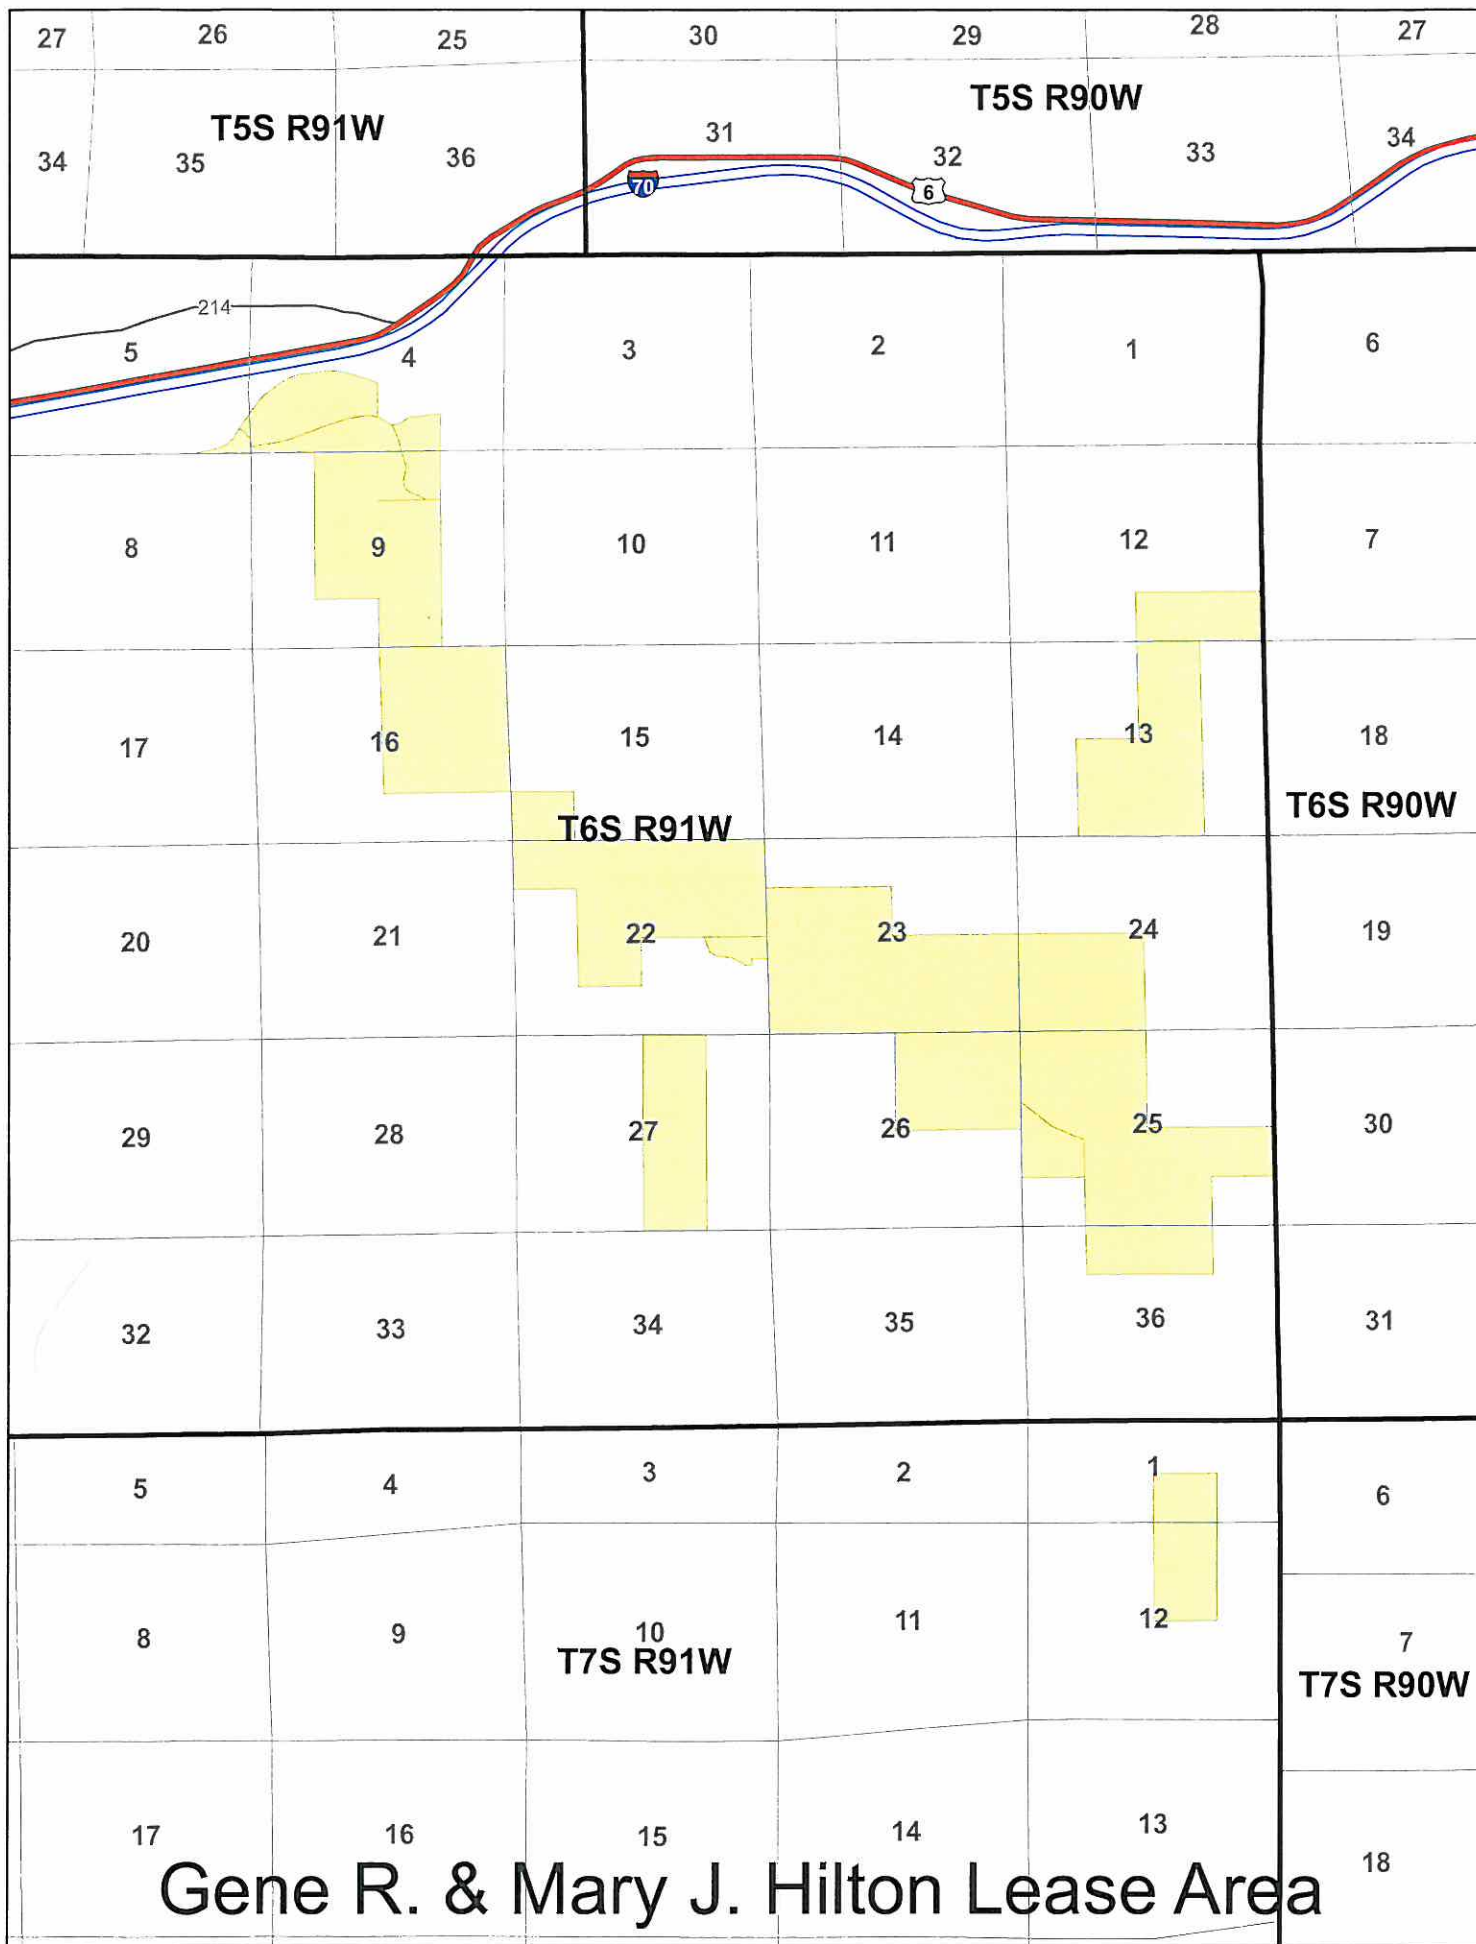 27 26 25 30 29 28 27
T5S R91W T5S R90W
34 35 36 31 32 33 34
70 6
214
5 4 3 2 1 6
8 9 10 11 12 7
17 16 15 14 13 18
T6S R91W T6S R90W
20 21 22 23 24 19
29 28 27 26 25 30
32 33 34 35 36 31
5 4 3 2 1 6
8 9 10 11 12 7
T7S R91W T7S R90W
17 16 15 14 13 18
Gene R. & Mary J. Hilton Lease Area